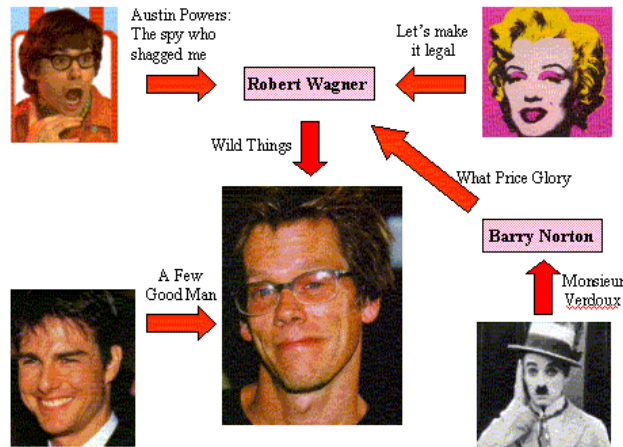 Austin Powers:
The spy who
shagged me
Let's make
it legal
Robert Wagner
Wild Things
What Price Glory
Barry Norton
A Few
Good Man
Monsieur
Verdoux